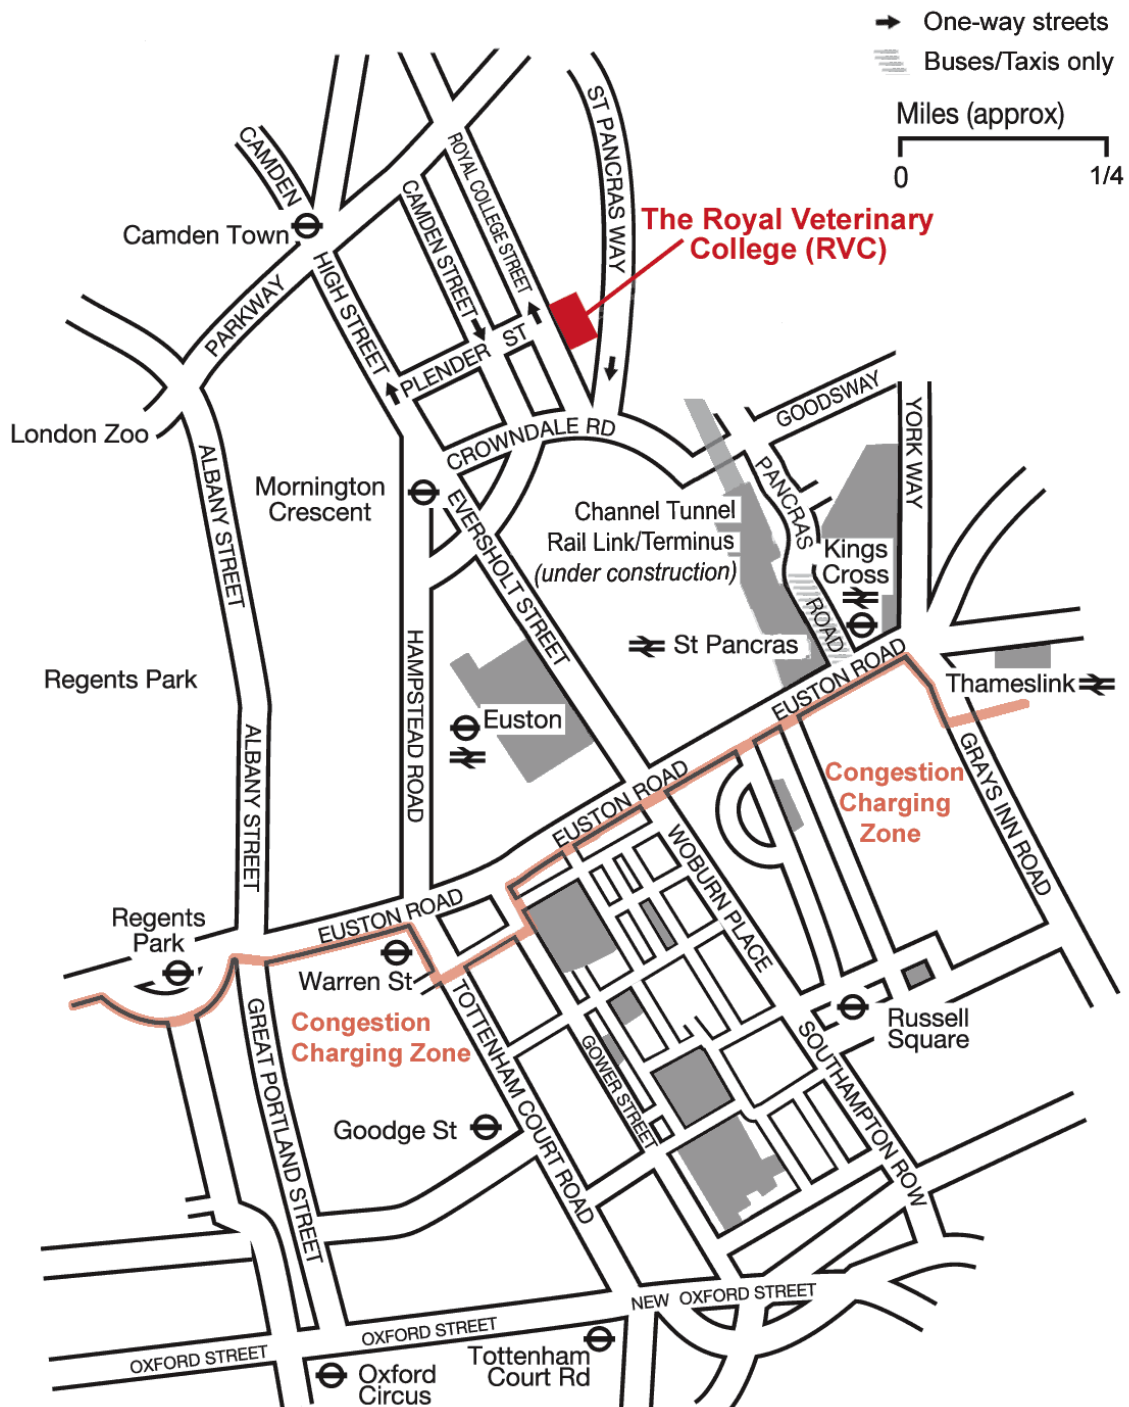 One-way streets
Buses/Taxis only
Miles (approx)
0 1/4
CAMDEN
ROYAL COLLEGE STREET
ST PANCRAS WAY
CAMDEN STREET
The Royal Veterinary
College (RVC)
Camden Town
HIGH STREET
PARKWAY
PLENDER ST
GOODSWAY
YORK WAY
London Zoo
CROWNDALE RD
ALBANY STREET
Mornington
Crescent
EVERSHOLT STREET
PANCRAS
ROAD
Channel Tunnel
Rail Link/Terminus
(under construction)
Kings
Cross
St Pancras
HAMPSTEAD ROAD
Regents Park
EUSTON ROAD
Thameslink
Euston
ALBANY STREET
EUSTON ROAD
Congestion
Charging
Zone
GRAYS INN ROAD
WOBURN PLACE
Regents
Park
EUSTON ROAD
Warren St
Congestion
Charging Zone
GREAT PORTLAND STREET
TOTTENHAM COURT ROAD
GOWER STREET
Russell
Square
SOUTHAMPTON ROW
Goodge St
NEW OXFORD STREET
OXFORD STREET
OXFORD STREET
Tottenham
Court Rd
Oxford
Circus